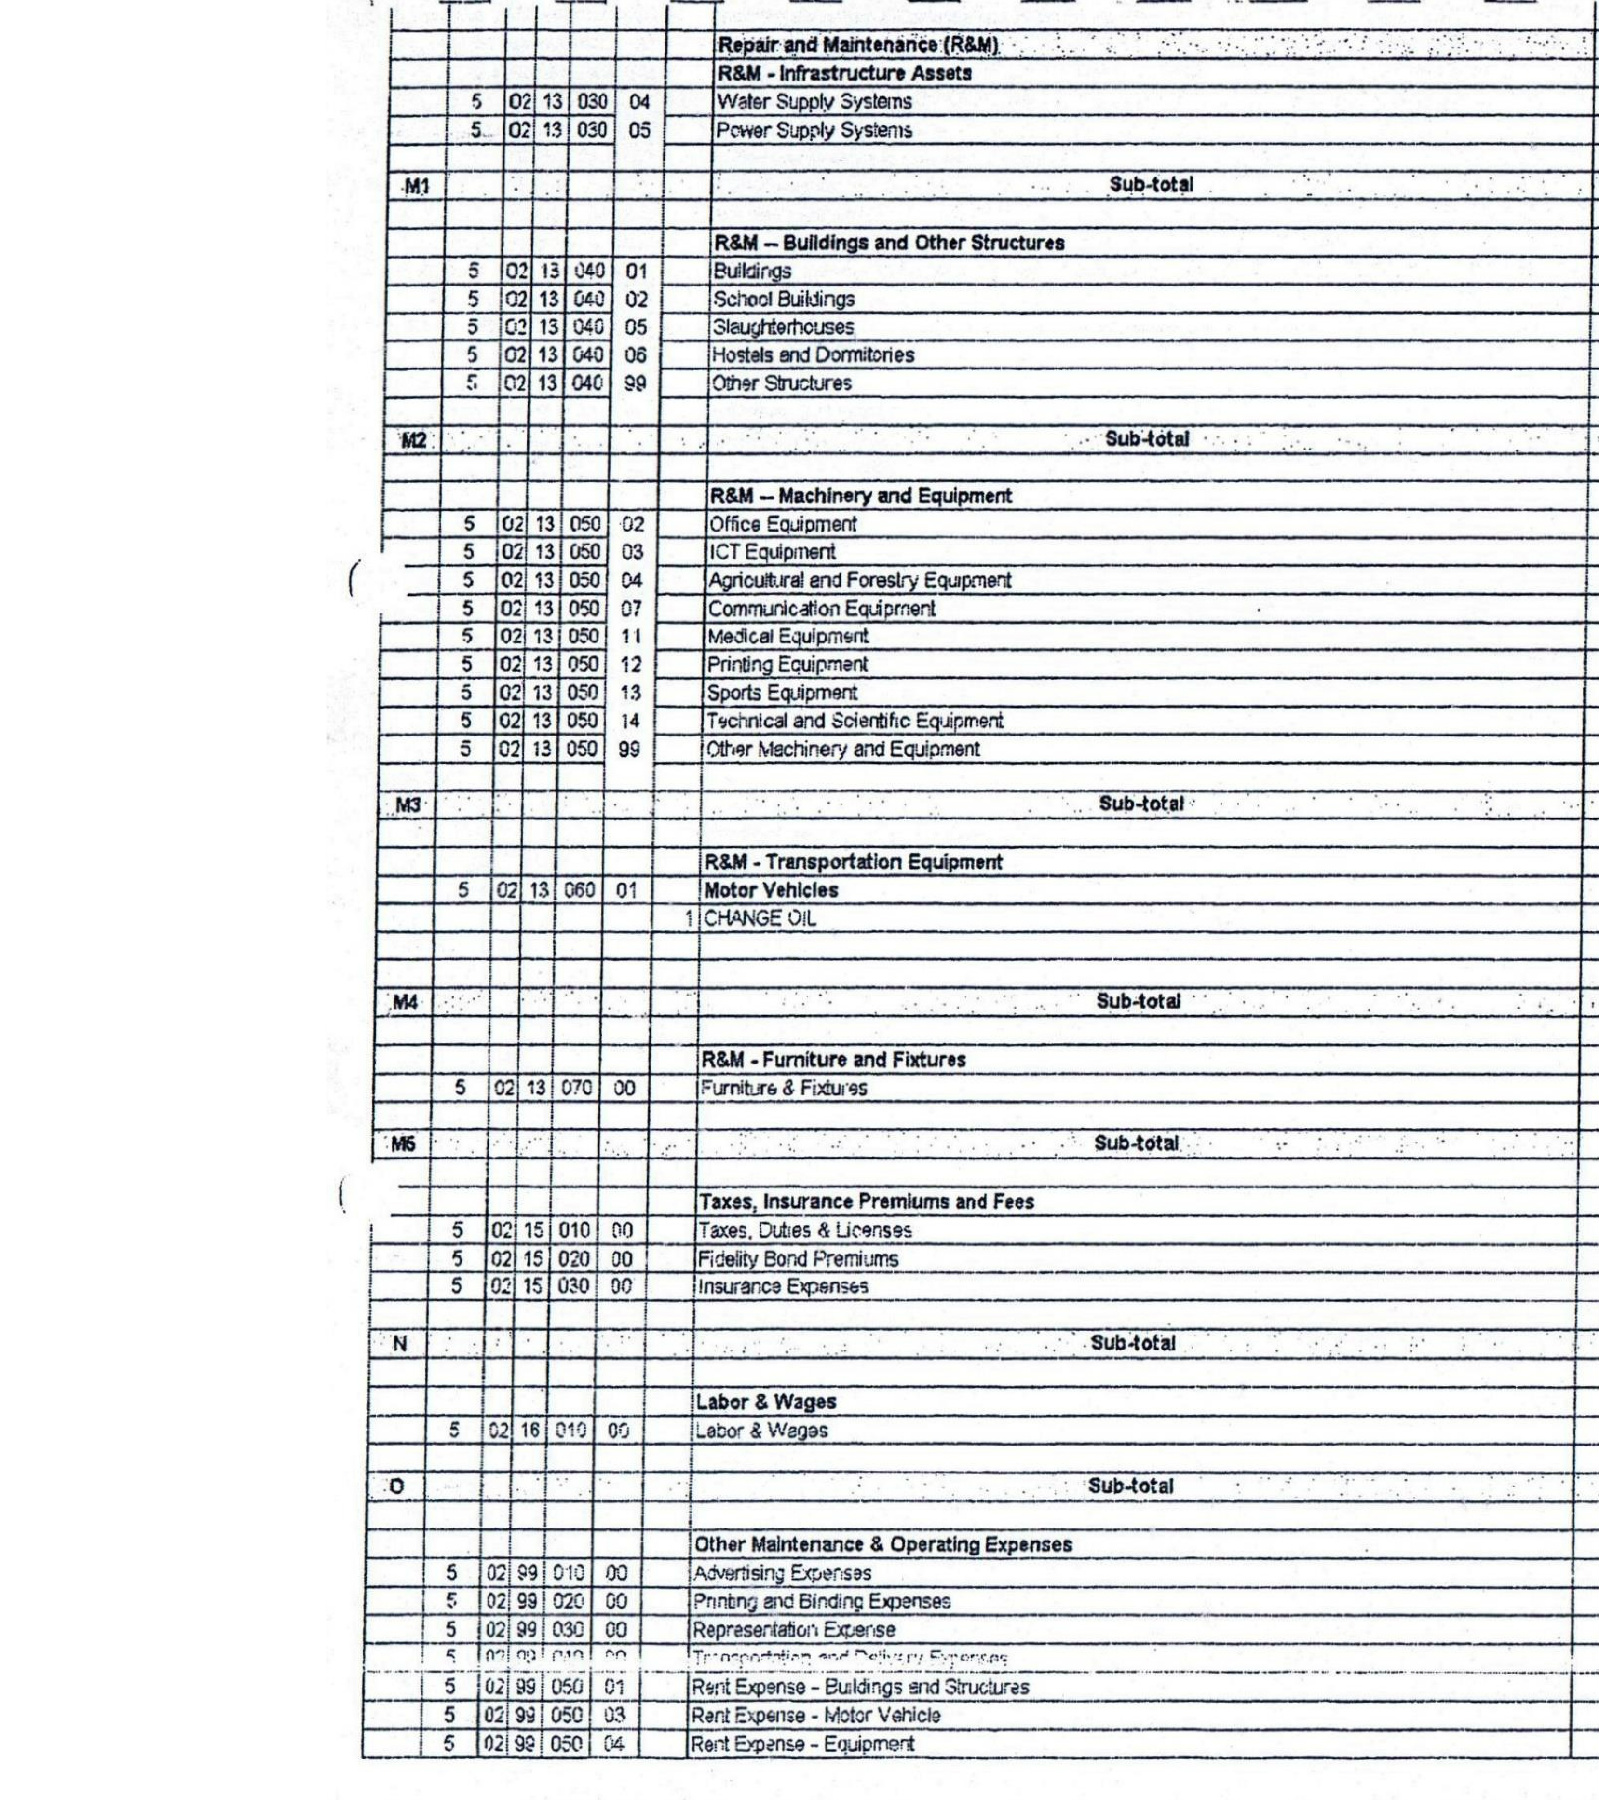 Repair and Maintenance (R&M)
R&M - Infrastructure Assets
5 02 13 030 04 Water Supply Systems
5 02 13 030 05 Power Supply Systems
M1 Sub-total
R&M – Buildings and Other Structures
5 02 13 040 01 Buildings
5 02 13 040 02 School Buildings
5 02 13 040 05 Slaughterhouses
5 02 13 040 06 Hostels and Dormitories
5 02 13 040 99 Other Structures
M2 Sub-total
R&M – Machinery and Equipment
5 02 13 050 02 Office Equipment
5 02 13 050 03 ICT Equipment
5 02 13 050 04 Agricultural and Forestry Equipment
5 02 13 050 07 Communication Equipment
5 02 13 050 11 Medical Equipment
5 02 13 050 12 Printing Equipment
5 02 13 050 13 Sports Equipment
5 02 13 050 14 Technical and Scientific Equipment
5 02 13 050 99 Other Machinery and Equipment
M3 Sub-total
R&M - Transportation Equipment
5 02 13 060 01 Motor Vehicles
1 CHANGE OIL
M4 Sub-total
R&M - Furniture and Fixtures
5 02 13 070 00 Furniture & Fixtures
M5 Sub-total
Taxes, Insurance Premiums and Fees
5 02 15 010 00 Taxes, Duties & Licenses
5 02 15 020 00 Fidelity Bond Premiums
5 02 15 030 00 Insurance Expenses
N Sub-total
Labor & Wages
5 02 16 010 00 Labor & Wages
O Sub-total
Other Maintenance & Operating Expenses
5 02 99 010 00 Advertising Expenses
5 02 99 020 00 Printing and Binding Expenses
5 02 99 030 00 Representation Expense
5 02 99 040 00 Transportation and Delivery Expenses
5 02 99 050 01 Rent Expense - Buildings and Structures
5 02 99 050 03 Rent Expense - Motor Vehicle
5 02 99 050 04 Rent Expense - Equipment